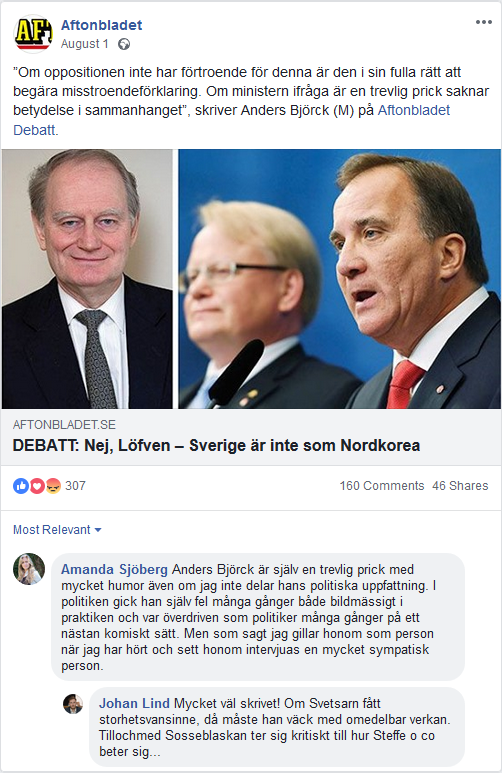 AF
Aftonbladet
August 1
”Om oppositionen inte har förtroende för denna är den i sin fulla rätt att
begära misstroendeförklaring. Om ministern ifråga är en trevlig prick saknar
betydelse i sammanhanget”, skriver Anders Björck (M) på Aftonbladet
Debatt.
AFTONBLADET.SE
DEBATT: Nej, Löfven – Sverige är inte som Nordkorea
307
160 Comments 46 Shares
Most Relevant
Amanda Sjöberg Anders Björck är själv en trevlig prick med
mycket humor även om jag inte delar hans politiska uppfattning. I
politiken gick han själv fel många gånger både bildmässigt i
praktiken och var överdriven som politiker många gånger på ett
nästan komiskt sätt. Men som sagt jag gillar honom som person
när jag har hört och sett honom intervjuas en mycket sympatisk
person.
Johan Lind Mycket väl skrivet! Om Svetsarn fått
storhetsvansinne, då måste han väck med omedelbar verkan.
Tillochmed Sosseblaskan ter sig kritiskt till hur Steffe o co
beter sig...